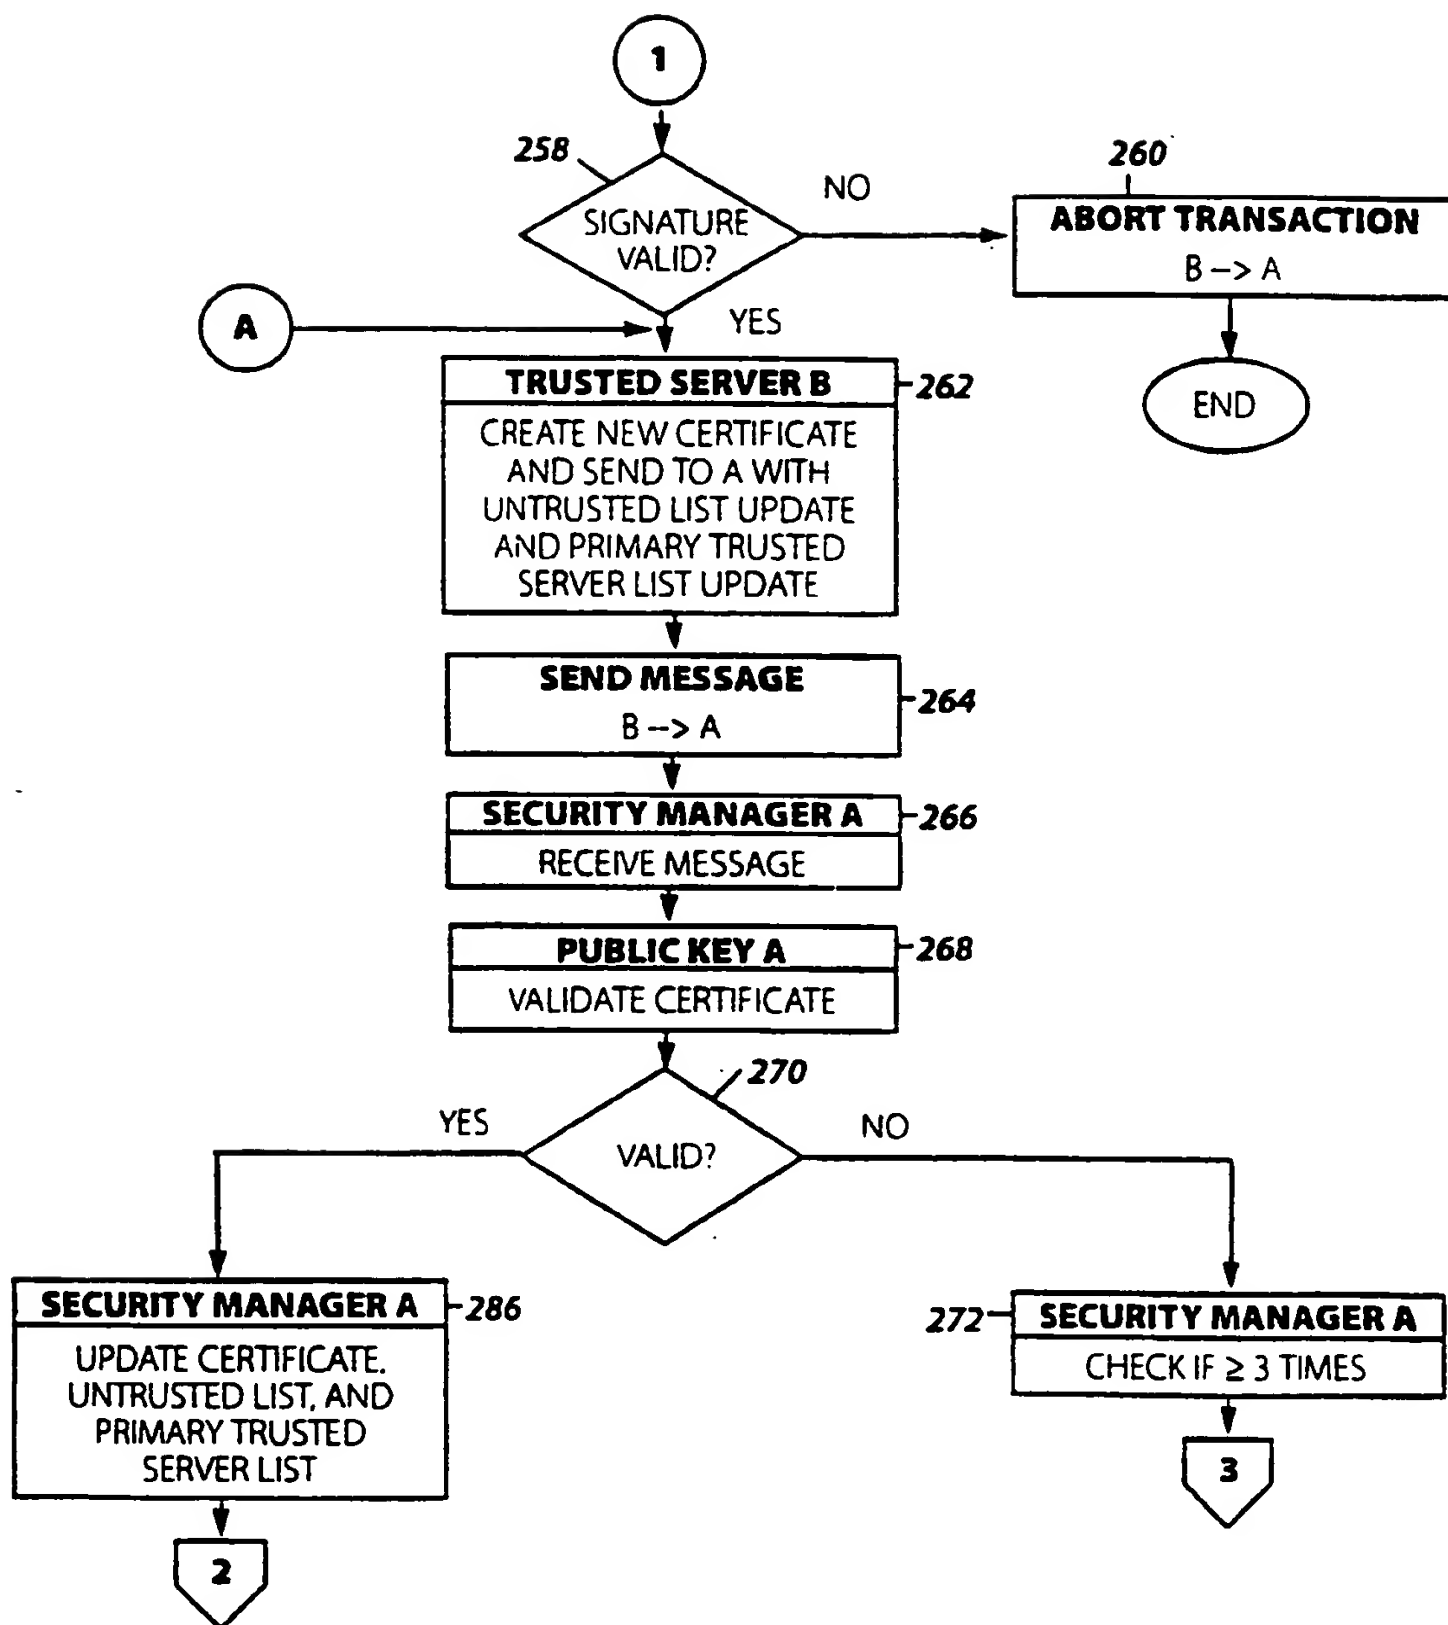 1
258
SIGNATURE
VALID?
NO
260
ABORT TRANSACTION
B --> A
END
A
YES
TRUSTED SERVER B
262
CREATE NEW CERTIFICATE
AND SEND TO A WITH
UNTRUSTED LIST UPDATE
AND PRIMARY TRUSTED
SERVER LIST UPDATE
SEND MESSAGE
264
B --> A
SECURITY MANAGER A
266
RECEIVE MESSAGE
PUBLIC KEY A
268
VALIDATE CERTIFICATE
270
YES
VALID?
NO
SECURITY MANAGER A
286
UPDATE CERTIFICATE.
UNTRUSTED LIST, AND
PRIMARY TRUSTED
SERVER LIST
2
272
SECURITY MANAGER A
CHECK IF ≥ 3 TIMES
3